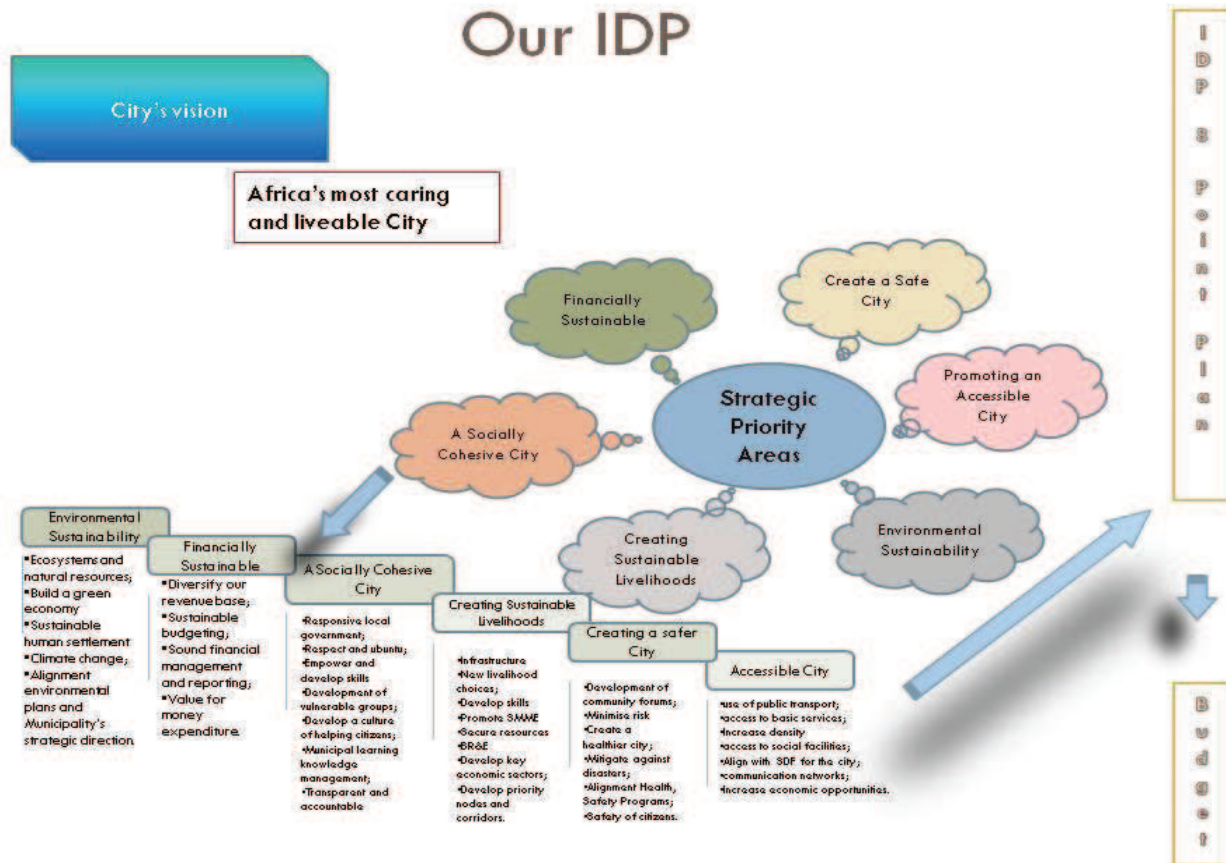 Our IDP
City's vision
Africa's most caring
and liveable City
Financially
Sustainable
Create a Safe
City
Promoting an
Accessible
City
Strategic
Priority
Areas
A Socially
Cohesive City
Creating
Sustainable
Livelihoods
Environmental
Sustainability
Environmental
Sustainability
▪Ecosystems and
natural resources;
▪Build a green
economy
▪Sustainable
human settlement
▪Climate change;
▪Alignment
environmental
plans and
Municipality's
strategic direction.
Financially
Sustainable
▪Diversify our
revenue base;
▪Sustainable
budgeting;
▪Sound financial
management
and reporting;
▪Value for
money
expenditure
A Socially Cohesive
City
•Responsive local
government;
•Respect and ubuntu;
•Empower and
develop skills
•Development of
vulnerable groups;
•Develop a culture
of helping citizens;
•Municipal learning
knowledge
management;
•Transparent and
accountable
Creating Sustainable
Livelihoods
•Infrastructure
•New livelihood
choices;
•Develop skills
•Promote SMME
•Secure resources
•BR&E
•Develop key
economic sectors;
•Develop priority
nodes and
corridors.
Creating a safer
City
•Development of
community forums;
•Minimise risk
•Create a
healthier city;
•Mitigate against
disasters;
•Alignment Health,
Safety Programs;
•Safety of citizens.
Accessible City
•use of public transport;
•access to basic services;
•Increase density
•access to social facilities;
•Align with SDF for the city;
•communication networks;
•Increase economic opportunities.
IDP 8 Point Plan
Budget